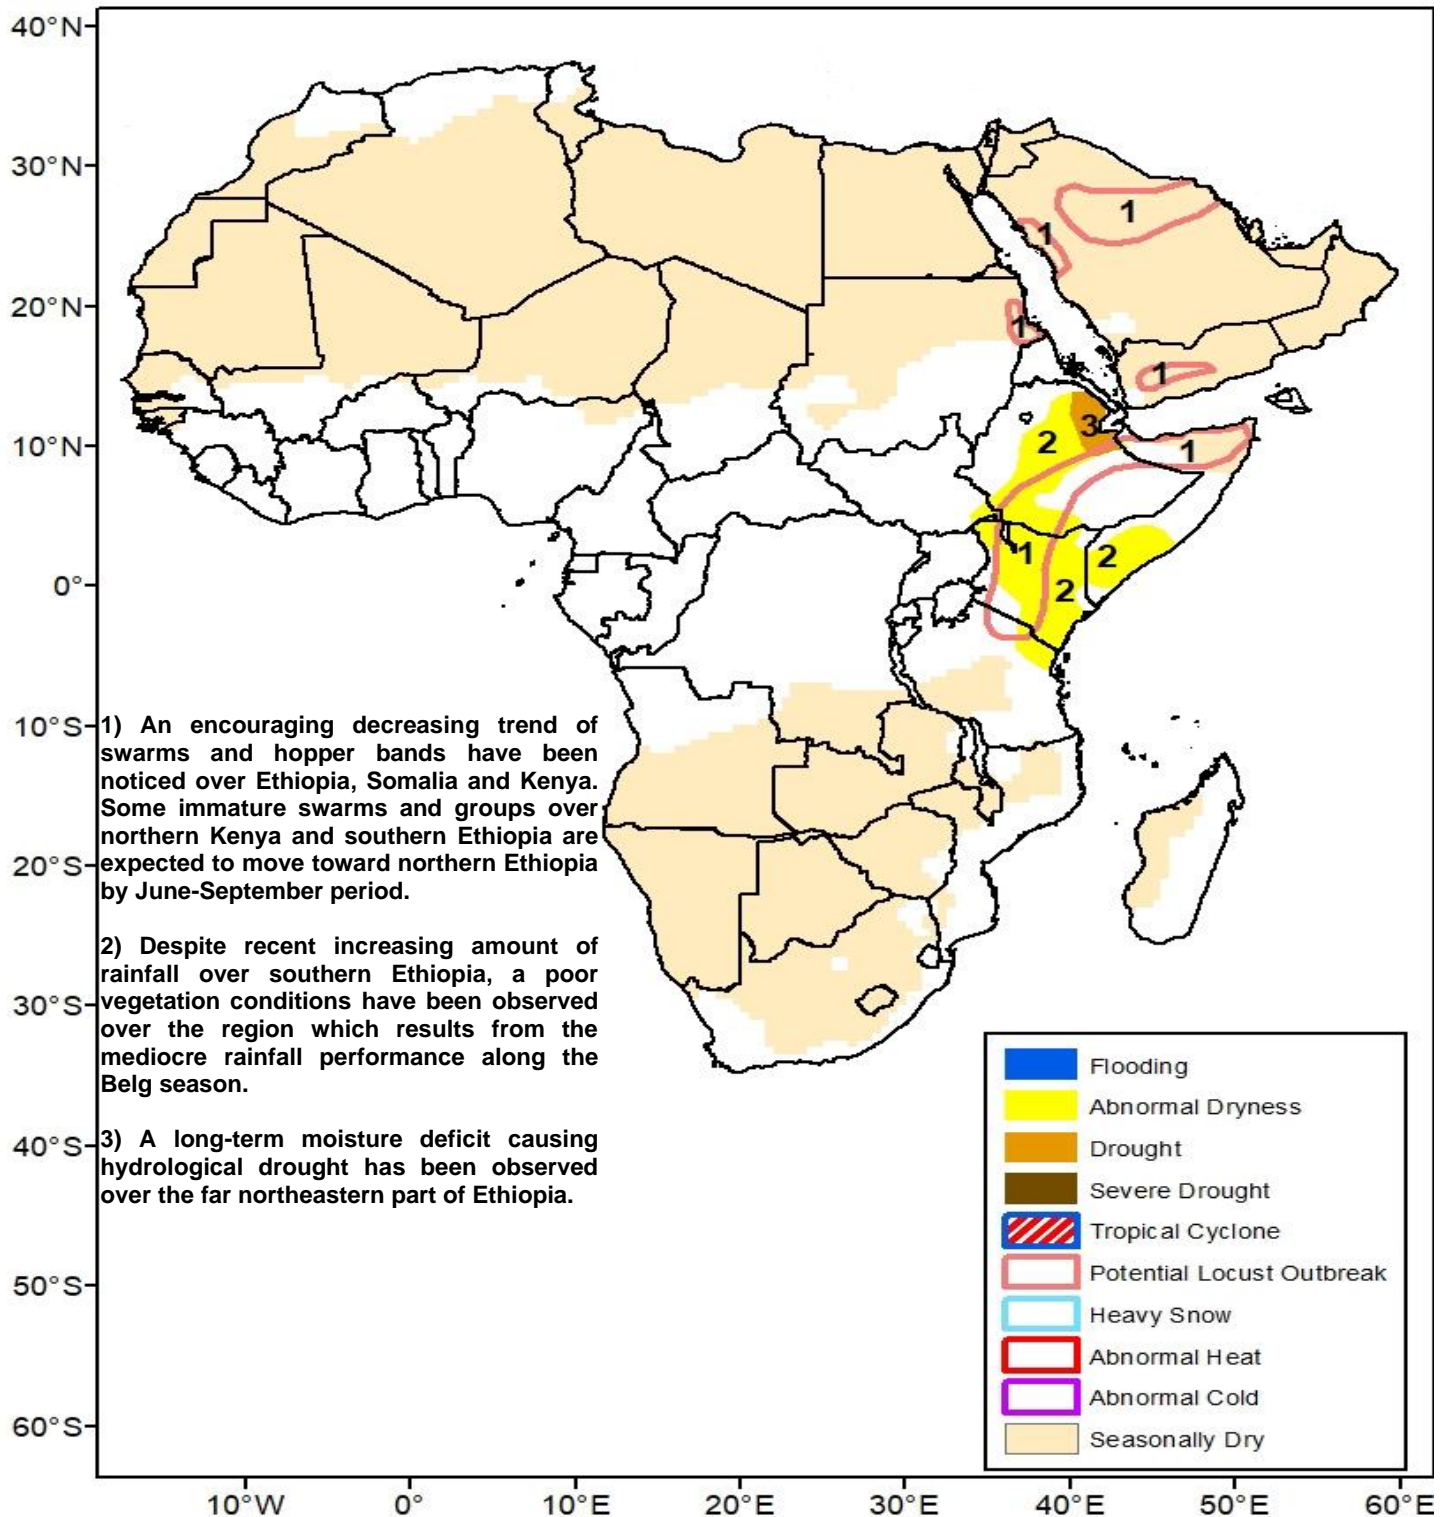 40°N
30°N
20°N
10°N
0°
10°S
20°S
30°S
40°S
50°S
60°S
1
1
1
1
3
2
1
1
2
2
1) An encouraging decreasing trend of
swarms and hopper bands have been
noticed over Ethiopia, Somalia and Kenya.
Some immature swarms and groups over
northern Kenya and southern Ethiopia are
expected to move toward northern Ethiopia
by June-September period.
2) Despite recent increasing amount of
rainfall over southern Ethiopia, a poor
vegetation conditions have been observed
over the region which results from the
mediocre rainfall performance along the
Belg season.
3) A long-term moisture deficit causing
hydrological drought has been observed
over the far northeastern part of Ethiopia.
Flooding
Abnormal Dryness
Drought
Severe Drought
Tropical Cyclone
Potential Locust Outbreak
Heavy Snow
Abnormal Heat
Abnormal Cold
Seasonally Dry
10°W 0° 10°E 20°E 30°E 40°E 50°E 60°E